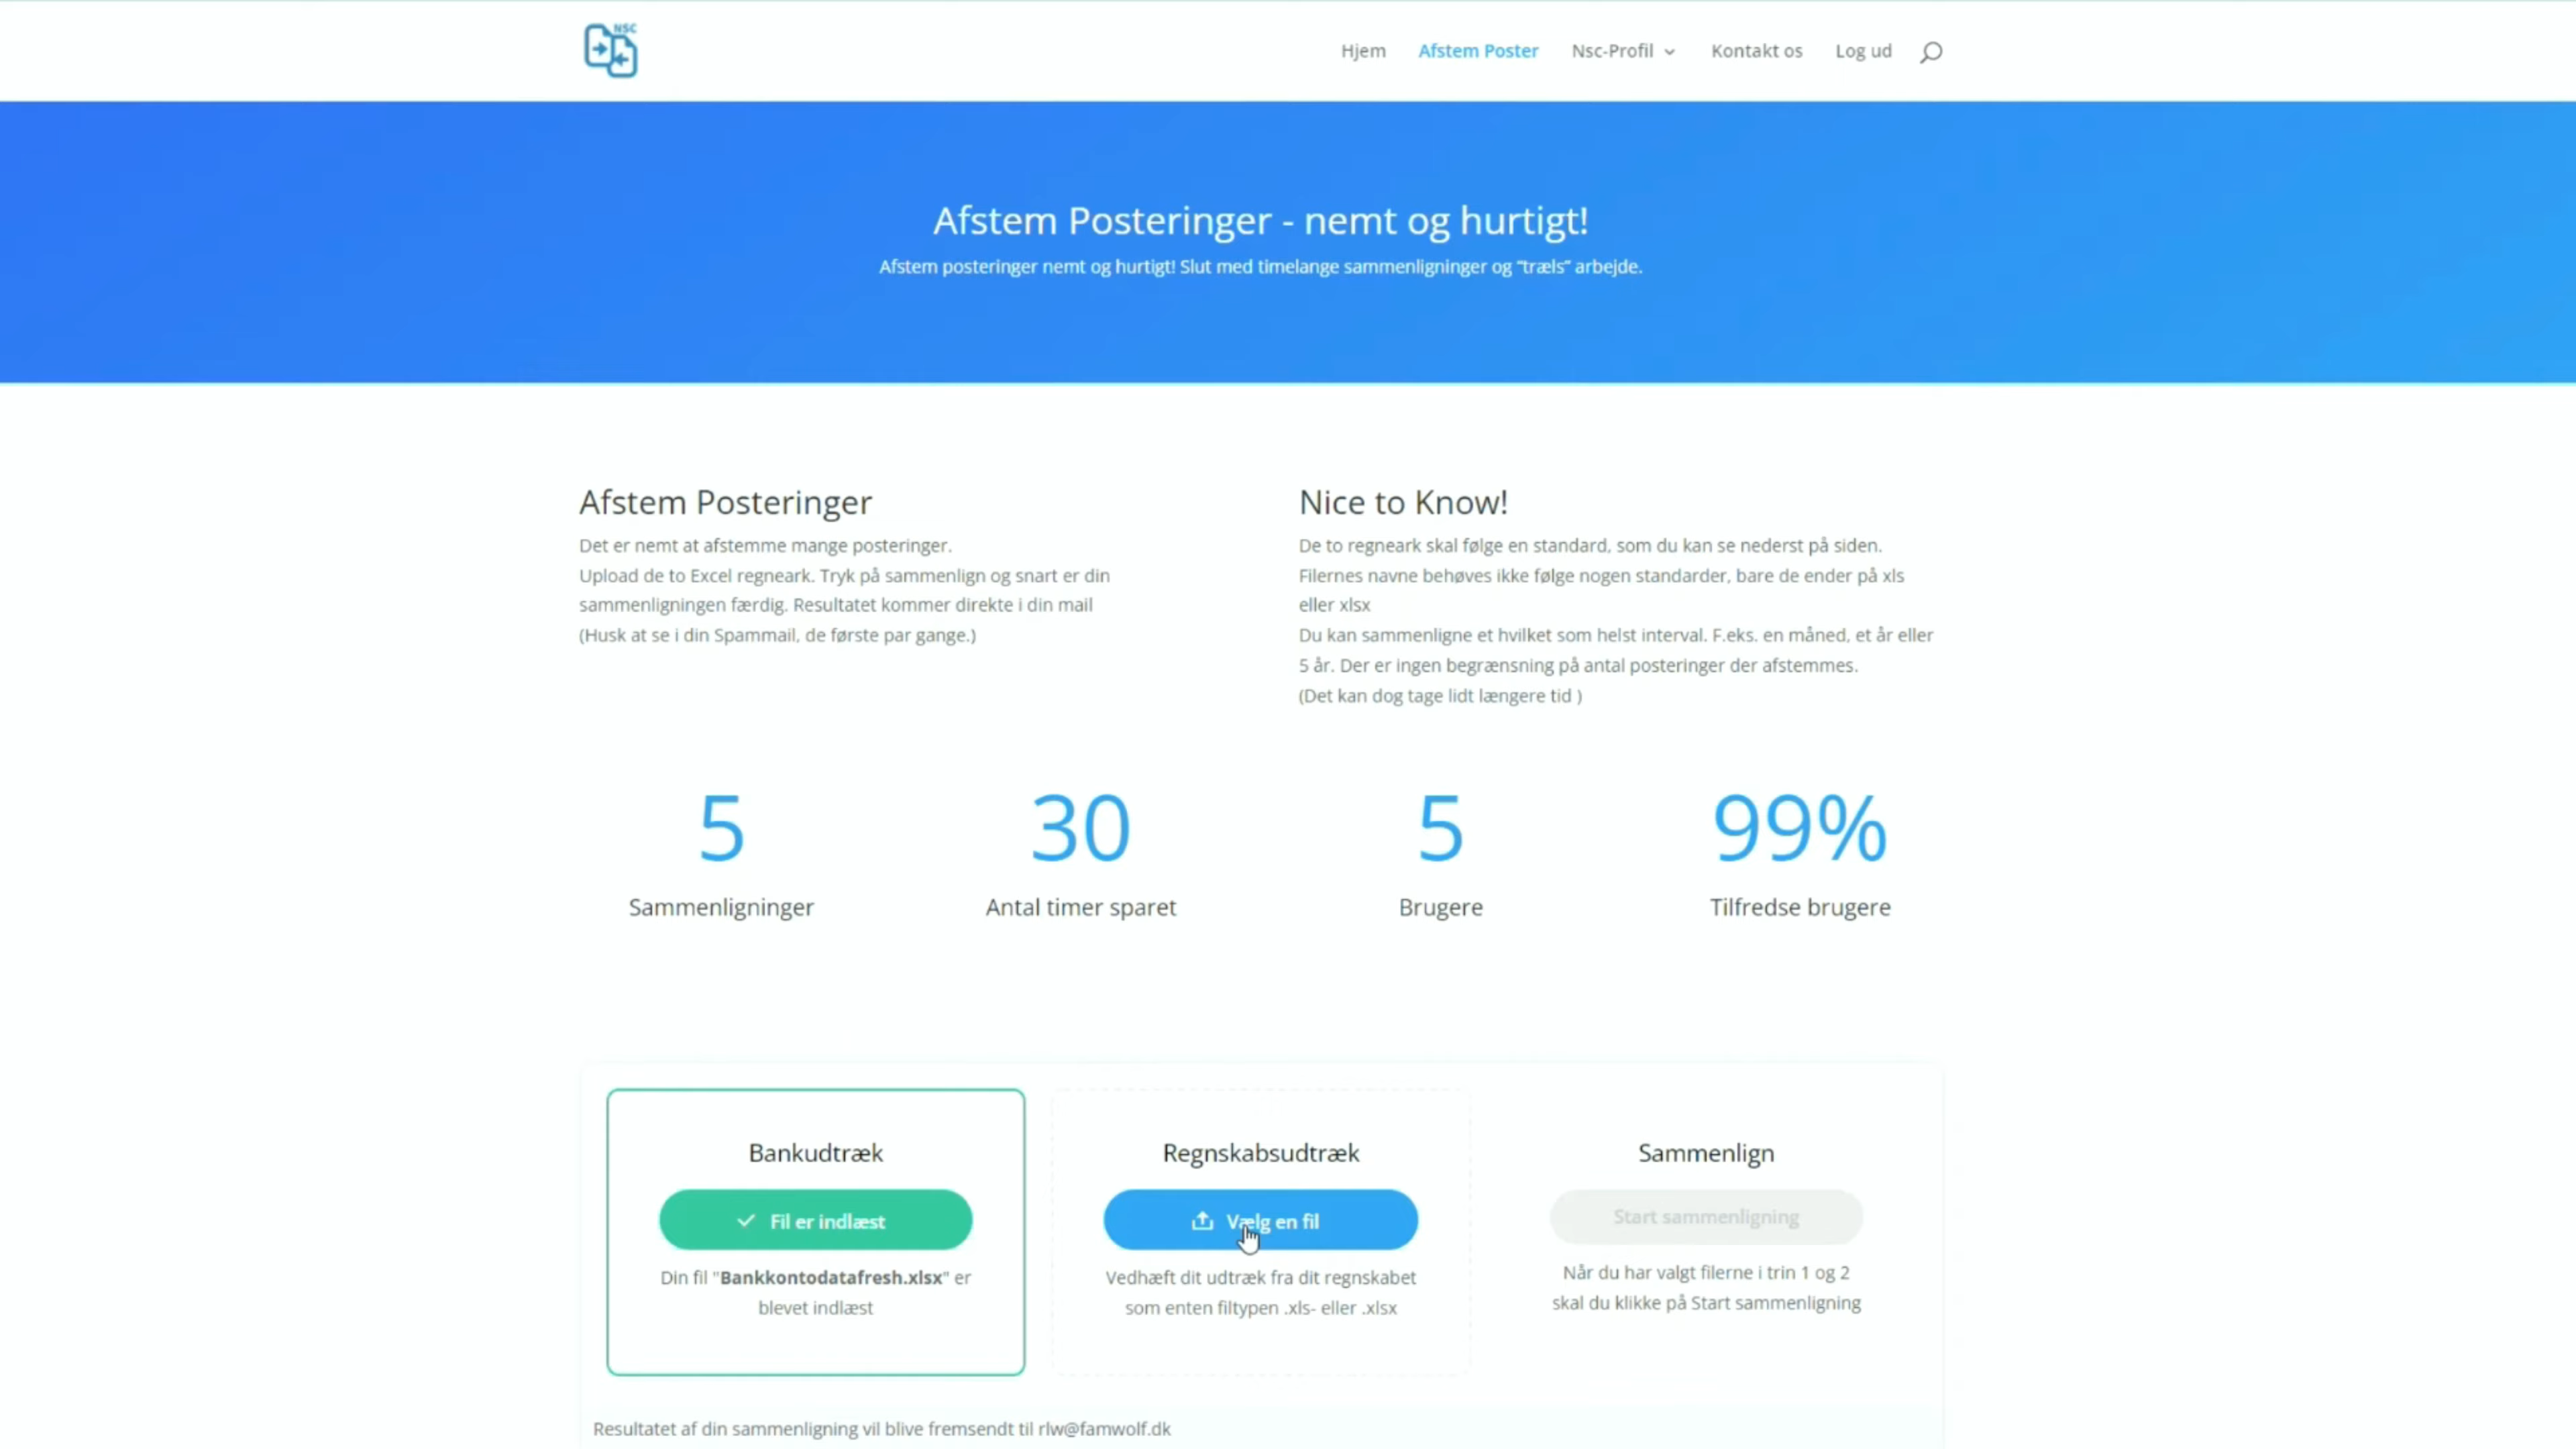 NSC
Hjem
Afstem Poster
Nsc-Profil
Kontakt os
Log ud
Afstem Posteringer - nemt og hurtigt!
Afstem posteringer nemt og hurtigt! Slut med timelange sammenligninger og “træls” arbejde.
Afstem Posteringer
Det er nemt at afstemme mange posteringer.
Upload de to Excel regneark. Tryk på sammenlign og snart er din
sammenligningen færdig. Resultatet kommer direkte i din mail
(Husk at se i din Spammail, de første par gange.)
Nice to Know!
De to regneark skal følge en standard, som du kan se nederst på siden.
Filernes navne behøves ikke følge nogen standarder, bare de ender på xls
eller xlsx
Du kan sammenligne et hvilket som helst interval. F.eks. en måned, et år eller
5 år. Der er ingen begrænsning på antal posteringer der afstemmes.
(Det kan dog tage lidt længere tid )
5
Sammenligninger
30
Antal timer sparet
5
Brugere
99%
Tilfredse brugere
Bankudtræk
Fil er indlæst
Din fil "Bankkontodatafresh.xlsx" er
blevet indlæst
Regnskabsudtræk
Vælg en fil
Vedhæft dit udtræk fra dit regnskabet
som enten filtypen .xls- eller .xlsx
Sammenlign
Start sammenligning
Når du har valgt filerne i trin 1 og 2
skal du klikke på Start sammenligning
Resultatet af din sammenligning vil blive fremsendt til rlw@famwolf.dk